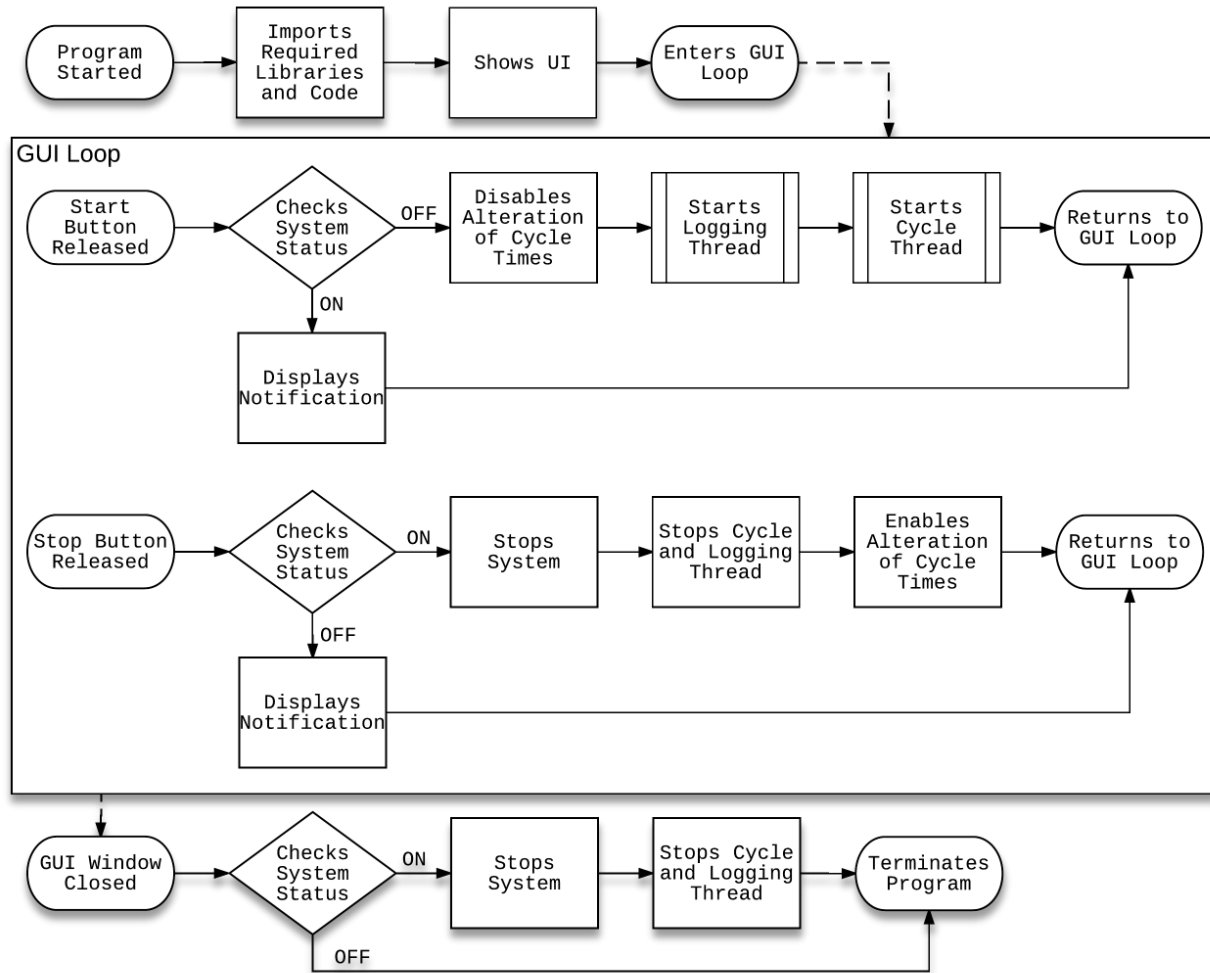 Program
Started
Imports
Required
Libraries
and Code
Shows UI
Enters GUI
Loop
GUI Loop
Start
Button
Released
Checks
System
Status
OFF
Disables
Alteration
of Cycle
Times
Starts
Logging
Thread
Starts
Cycle
Thread
Returns to
GUI Loop
ON
Displays
Notification
Stop Button
Released
Checks
System
Status
ON
Stops
System
Stops Cycle
and Logging
Thread
Enables
Alteration
of Cycle
Times
Returns to
GUI Loop
OFF
Displays
Notification
GUI Window
Closed
Checks
System
Status
ON
Stops
System
Stops Cycle
and Logging
Thread
Terminates
Program
OFF